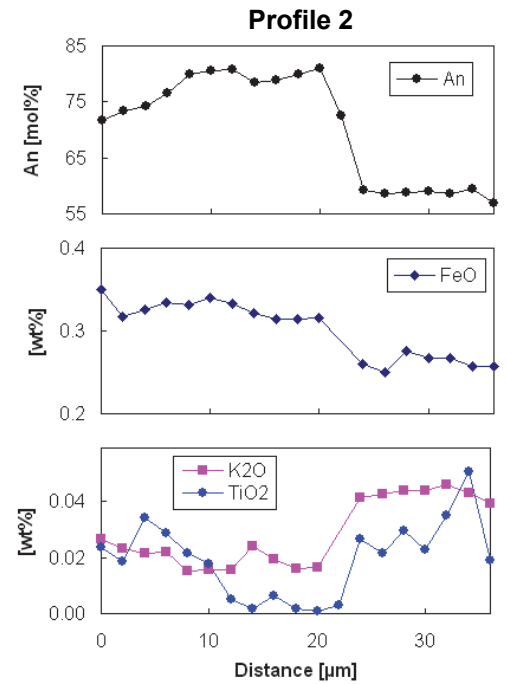 Profile 2
85
75
65
55
An [mol%]
An
0.4
0.3
0.2
[wt%]
FeO
0.04
0.02
0.00
[wt%]
K2O
TiO2
0 10 20 30
Distance [µm]